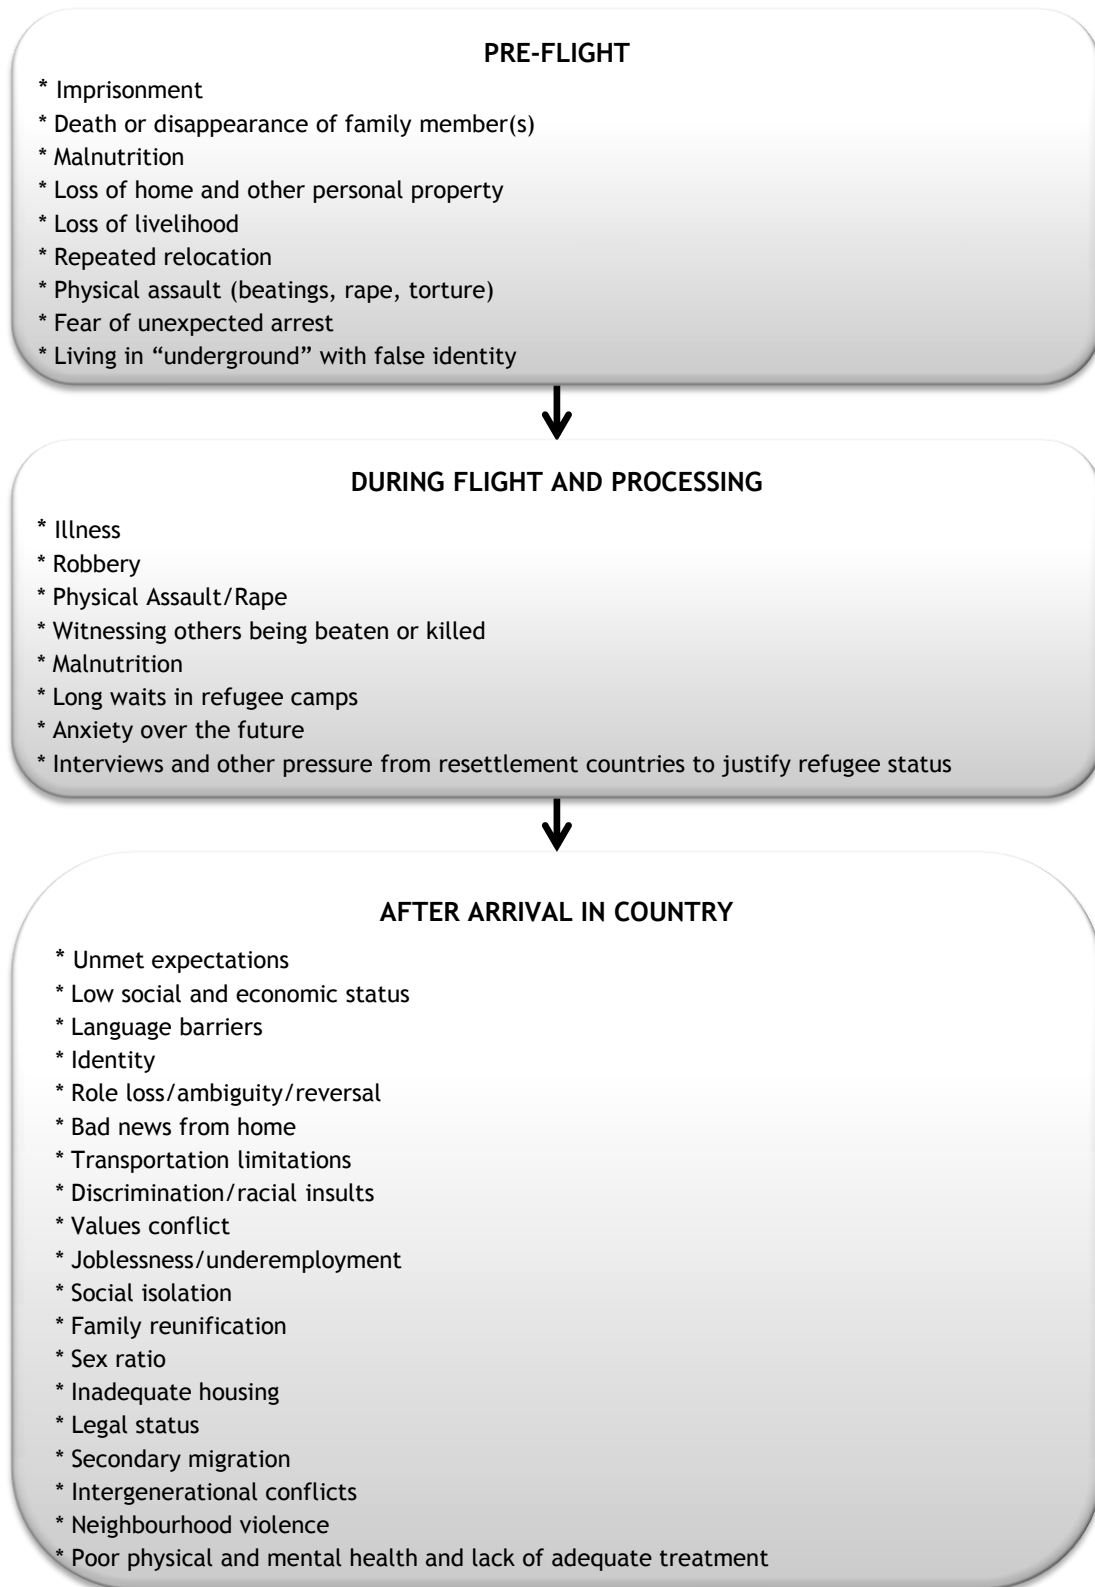 PRE-FLIGHT
* Imprisonment
* Death or disappearance of family member(s)
* Malnutrition
* Loss of home and other personal property
* Loss of livelihood
* Repeated relocation
* Physical assault (beatings, rape, torture)
* Fear of unexpected arrest
* Living in “underground” with false identity
DURING FLIGHT AND PROCESSING
* Illness
* Robbery
* Physical Assault/Rape
* Witnessing others being beaten or killed
* Malnutrition
* Long waits in refugee camps
* Anxiety over the future
* Interviews and other pressure from resettlement countries to justify refugee status
AFTER ARRIVAL IN COUNTRY
* Unmet expectations
* Low social and economic status
* Language barriers
* Identity
* Role loss/ambiguity/reversal
* Bad news from home
* Transportation limitations
* Discrimination/racial insults
* Values conflict
* Joblessness/underemployment
* Social isolation
* Family reunification
* Sex ratio
* Inadequate housing
* Legal status
* Secondary migration
* Intergenerational conflicts
* Neighbourhood violence
* Poor physical and mental health and lack of adequate treatment